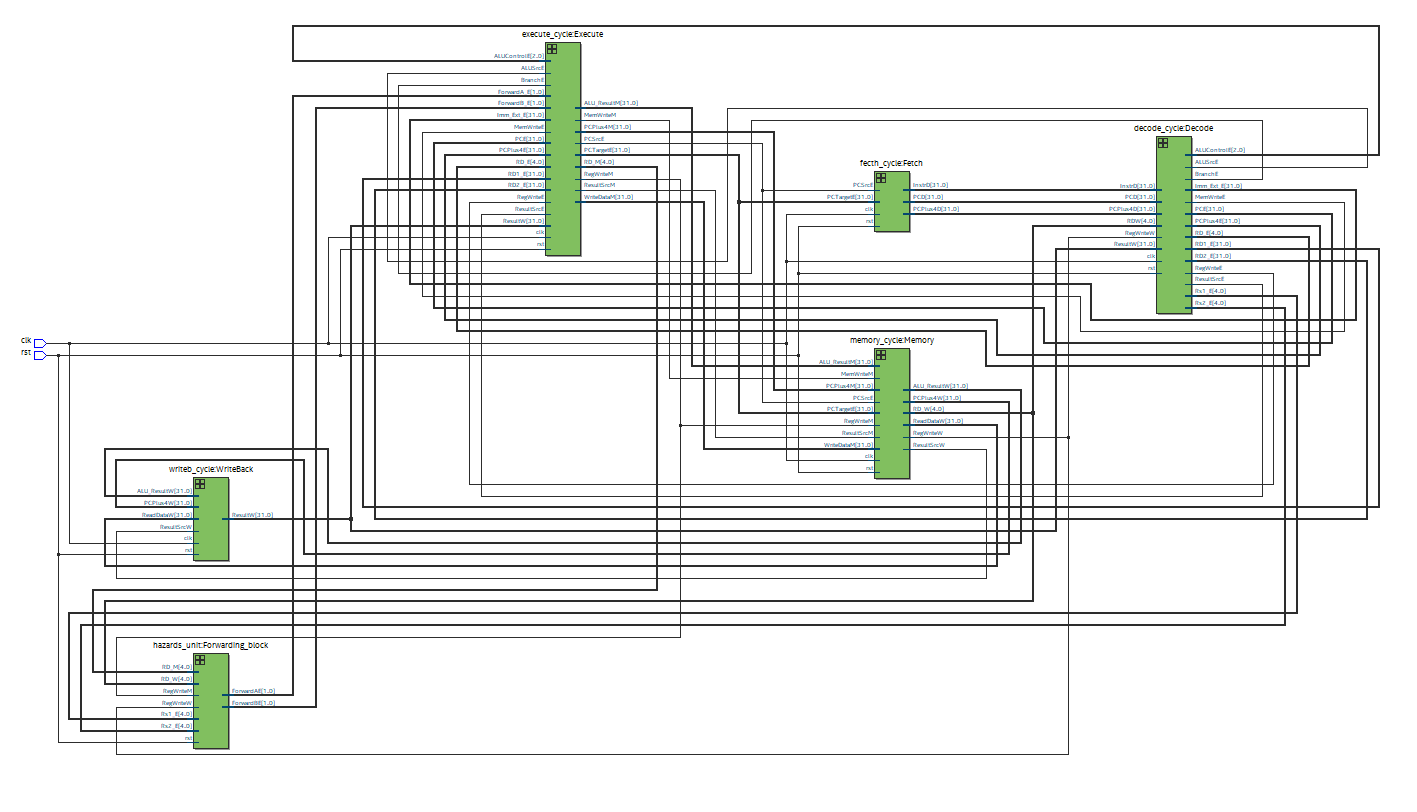 execute_cycle:Execute
ALUControlE[2..0]
ALUSrcE
BranchE
ForwardA_E[1..0]
ForwardB_E[1..0]
Imm_Ext_E[31..0]
MemWriteE
PCE[31..0]
PCPlus4E[31..0]
RD_E[4..0]
RD1_E[31..0]
RD2_E[31..0]
RegWriteE
ResultSrcE
ResultW[31..0]
clk
rst
ALU_ResultM[31..0]
MemWriteM
PCPlus4M[31..0]
PCSrcE
PCTargetE[31..0]
RD_M[4..0]
RegWriteM
ResultSrcM
WriteDataM[31..0]
fecth_cycle:Fetch
PCSrcE
PCTargetE[31..0]
clk
rst
InstrD[31..0]
PCD[31..0]
PCPlus4D[31..0]
decode_cycle:Decode
InstrD[31..0]
PCD[31..0]
PCPlus4D[31..0]
RDW[4..0]
RegWriteW
ResultW[31..0]
clk
rst
ALUControlE[2..0]
ALUSrcE
BranchE
Imm_Ext_E[31..0]
MemWriteE
PCE[31..0]
PCPlus4E[31..0]
RD_E[4..0]
RD1_E[31..0]
RD2_E[31..0]
RegWriteE
ResultSrcE
Rs1_E[4..0]
Rs2_E[4..0]
clk
rst
memory_cycle:Memory
ALU_ResultM[31..0]
MemWriteM
PCPlus4M[31..0]
PCSrcE
PCTargetE[31..0]
RegWriteM
ResultSrcM
WriteDataM[31..0]
clk
rst
ALU_ResultW[31..0]
PCPlus4W[31..0]
RD_W[4..0]
ReadDataW[31..0]
RegWriteW
ResultSrcW
writeb_cycle:WriteBack
ALU_ResultW[31..0]
PCPlus4W[31..0]
ReadDataW[31..0]
ResultSrcW
clk
rst
ResultW[31..0]
hazards_unit:Forwarding_block
RD_M[4..0]
RD_W[4..0]
RegWriteM
RegWriteW
Rs1_E[4..0]
Rs2_E[4..0]
rst
ForwardAE[1..0]
ForwardBE[1..0]